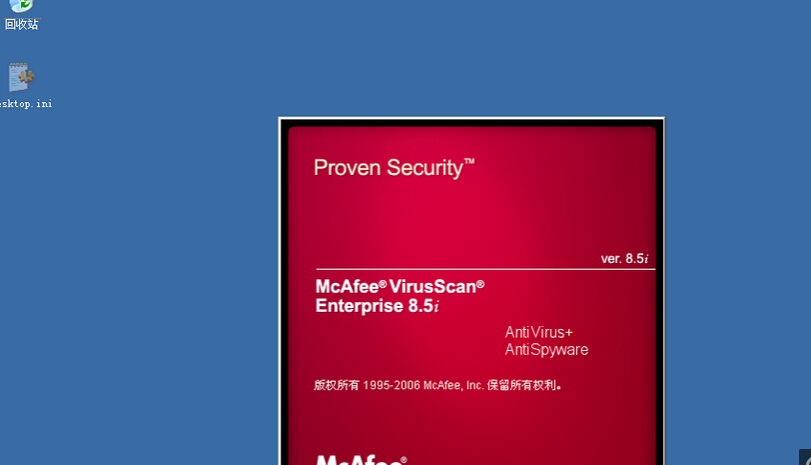 回收站
esktop.ini
Proven Security™
ver. 8.5i
McAfee® VirusScan®
Enterprise 8.5i
AntiVirus+
AntiSpyware
版权所有 1995-2006 McAfee, Inc. 保留所有权利。
McAfee®